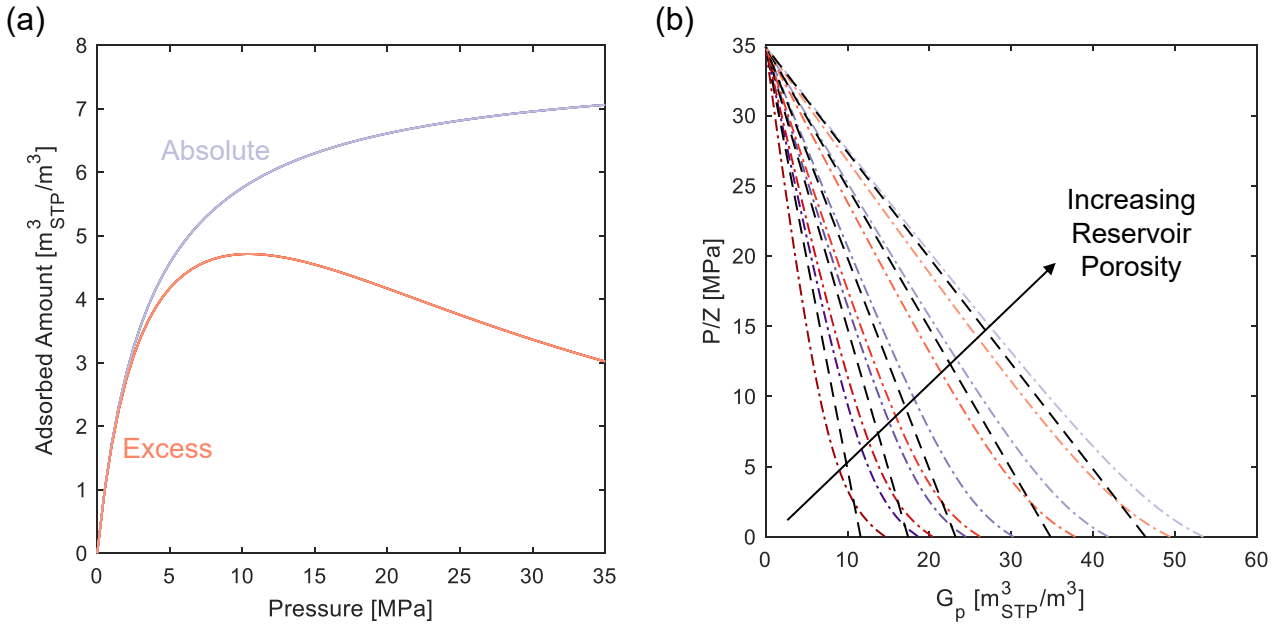 (a)
Adsorbed Amount [m³STP/m³]
8
7
6
5
4
3
2
1
0
Absolute
Excess
0 5 10 15 20 25 30 35
Pressure [MPa]
(b)
P/Z [MPa]
35
30
25
20
15
10
5
0
Increasing
Reservoir
Porosity
0 10 20 30 40 50 60
Gp [m³STP/m³]